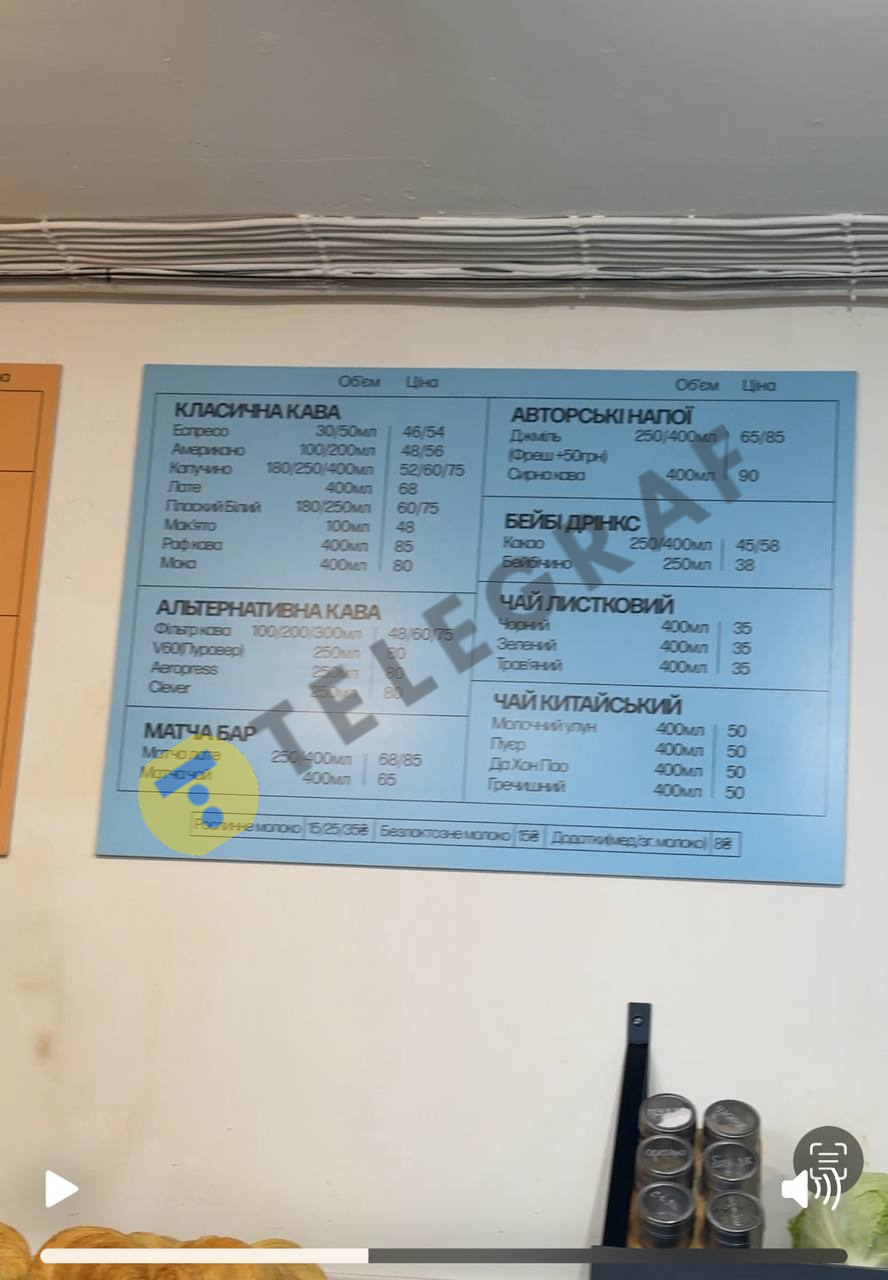 на
Об'єм Ціна
КЛАСИЧНА КАВА
Еспресо 30/50мл 46/54
Американо 100/200мл 48/56
Капучино 180/250/400мл 52/60/75
Лате 400мл 68
Плаский Білий 180/250мл 60/75
Мак'ято 100мл 48
Раф кава 400мл 85
Мока 400мл 80
АЛЬТЕРНАТИВНА КАВА
Фільтр кава 100/200/300мл 48/60/75
V60(Пуровер) 250мл 80
Aeropress 250мл 80
Clever 250мл 80
МАТЧА БАР
Матча лате 250/400мл 68/85
Матча чай 400мл 65
Об'єм Ціна
АВТОРСЬКІ НАПОЇ
Джміль 250/400мл 65/85
(Фреш +50грн)
Сирна кава 400мл 90
БЕЙБІ ДРІНКС
Какао 250/400мл 45/58
Бейбічино 250мл 38
ЧАЙ ЛИСТКОВИЙ
Чорний 400мл 35
Зелений 400мл 35
Трав'яний 400мл 35
ЧАЙ КИТАЙСЬКИЙ
Молочний улун 400мл 50
Пуєр 400мл 50
Да Хон Пао 400мл 50
Гречишний 400мл 50
Рослинне молоко 15/25/35₴ Безлактозне молоко 15₴ Додатки(мед/зг. молоко) 8₴
TELEGRAF